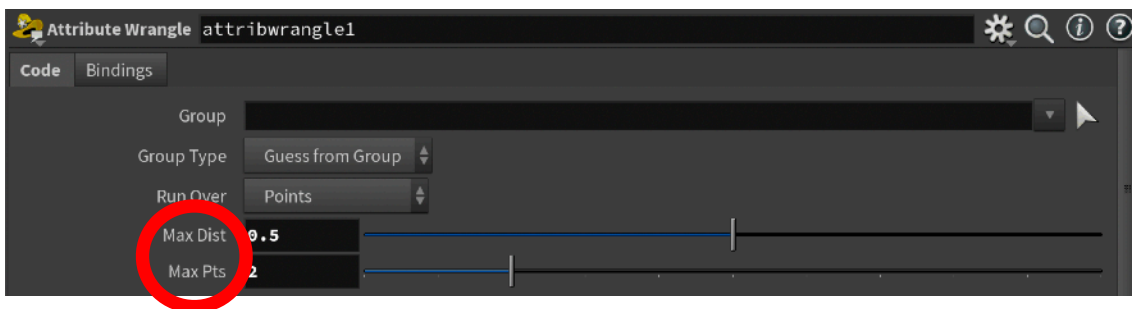 Attribute Wrangle attribwrangle1
Code Bindings
Group
Group Type Guess from Group
Run Over Points
Max Dist 0.5
Max Pts 2